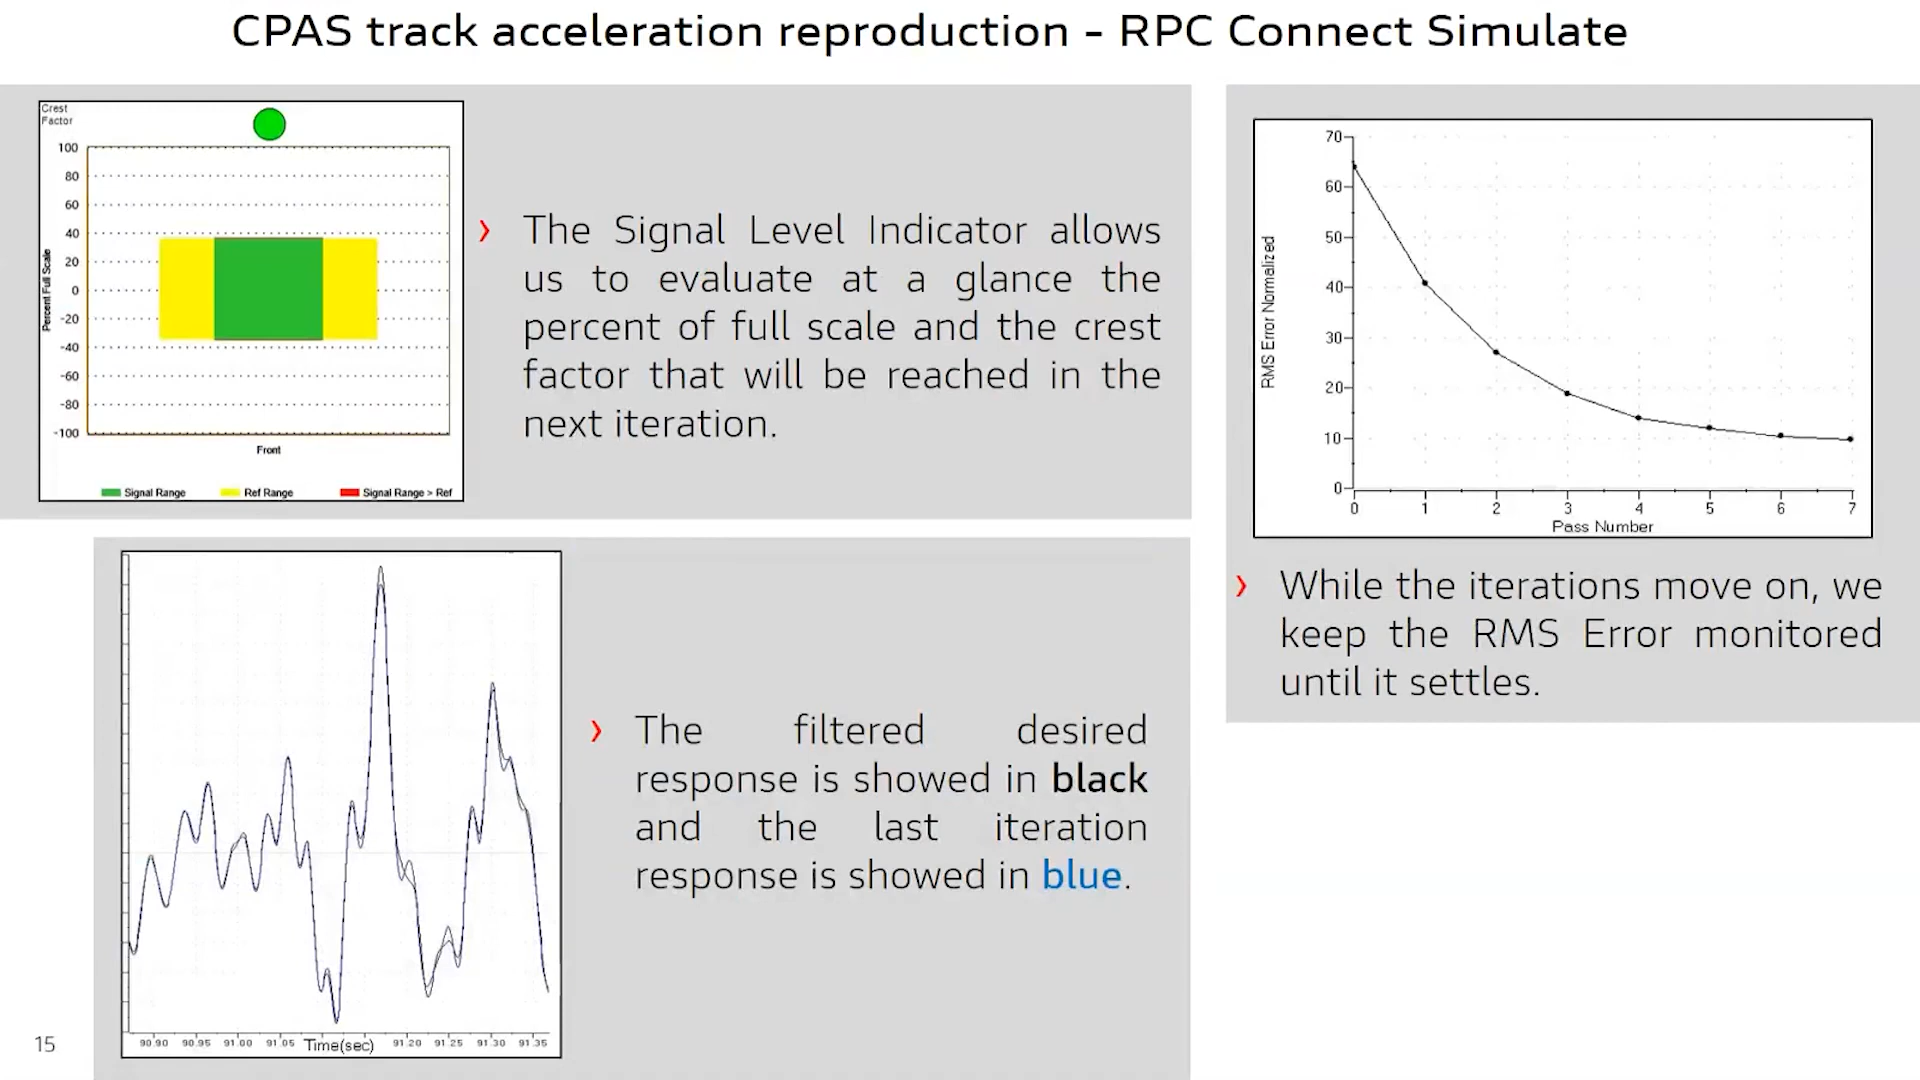 CPAS track acceleration reproduction – RPC Connect Simulate
Crest
Factor
100
80
60
40
20
0
-20
-40
-60
-80
-100
Percent Full Scale
Front
Signal Range
Ref Range
Signal Range > Ref
› The Signal Level Indicator allows
us to evaluate at a glance the
percent of full scale and the crest
factor that will be reached in the
next iteration.
70
60
50
40
30
20
10
0
RMS Error Normalized
0 1 2 3 4 5 6 7
Pass Number
› While the iterations move on, we
keep the RMS Error monitored
until it settles.
90.90 90.95 91.00 91.05 Time(sec) 91.20 91.25 91.30 91.35
› The filtered desired
response is showed in black
and the last iteration
response is showed in blue.
15